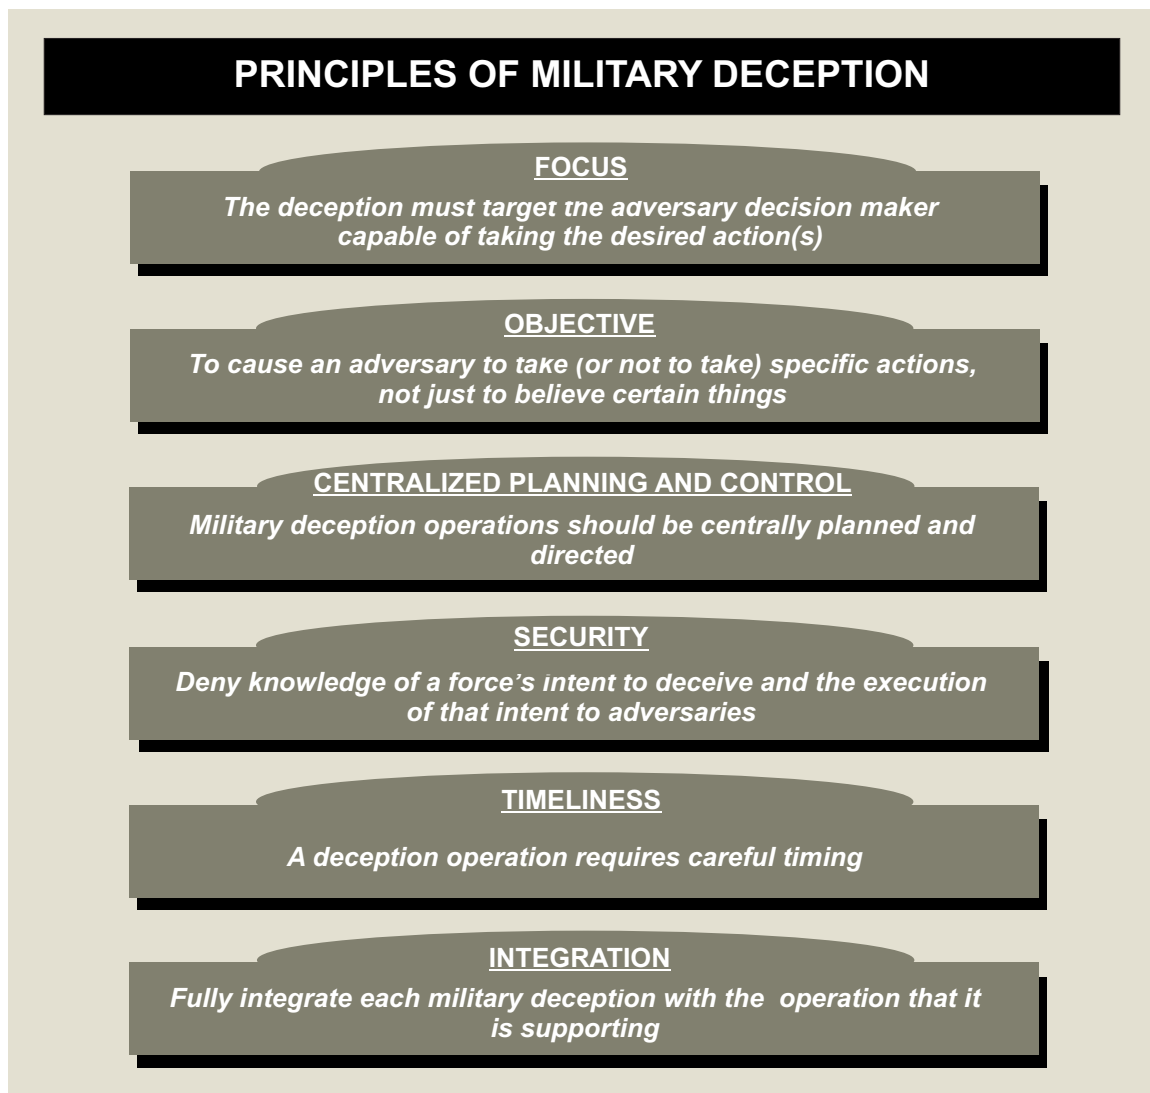 PRINCIPLES OF MILITARY DECEPTION
FOCUS
The deception must target the adversary decision maker
capable of taking the desired action(s)
OBJECTIVE
To cause an adversary to take (or not to take) specific actions,
not just to believe certain things
CENTRALIZED PLANNING AND CONTROL
Military deception operations should be centrally planned and
directed
SECURITY
Deny knowledge of a force's intent to deceive and the execution
of that intent to adversaries
TIMELINESS
A deception operation requires careful timing
INTEGRATION
Fully integrate each military deception with the operation that it
is supporting